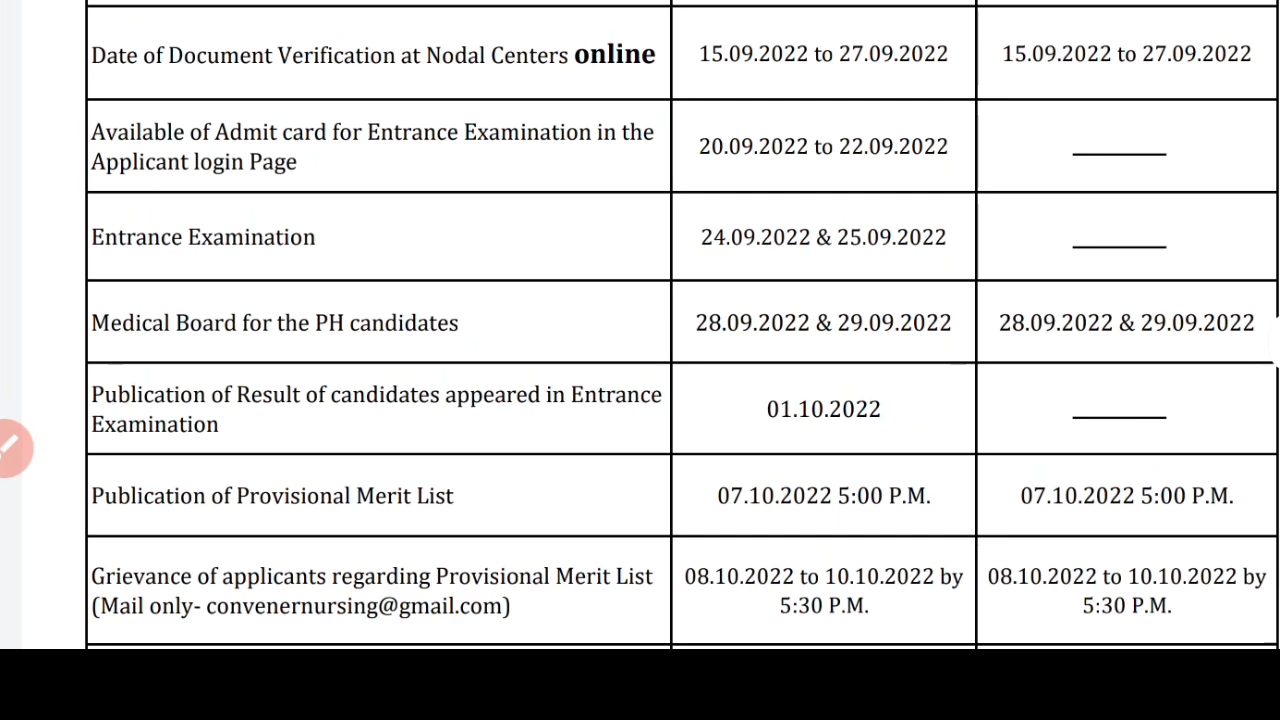 Date of Document Verification at Nodal Centers online 15.09.2022 to 27.09.2022 15.09.2022 to 27.09.2022
Available of Admit card for Entrance Examination in the
Applicant login Page
20.09.2022 to 22.09.2022
Entrance Examination 24.09.2022 & 25.09.2022
Medical Board for the PH candidates 28.09.2022 & 29.09.2022 28.09.2022 & 29.09.2022
Publication of Result of candidates appeared in Entrance
Examination
01.10.2022
Publication of Provisional Merit List 07.10.2022 5:00 P.M. 07.10.2022 5:00 P.M.
Grievance of applicants regarding Provisional Merit List
(Mail only- convenernursing@gmail.com)
08.10.2022 to 10.10.2022 by
5:30 P.M.
08.10.2022 to 10.10.2022 by
5:30 P.M.